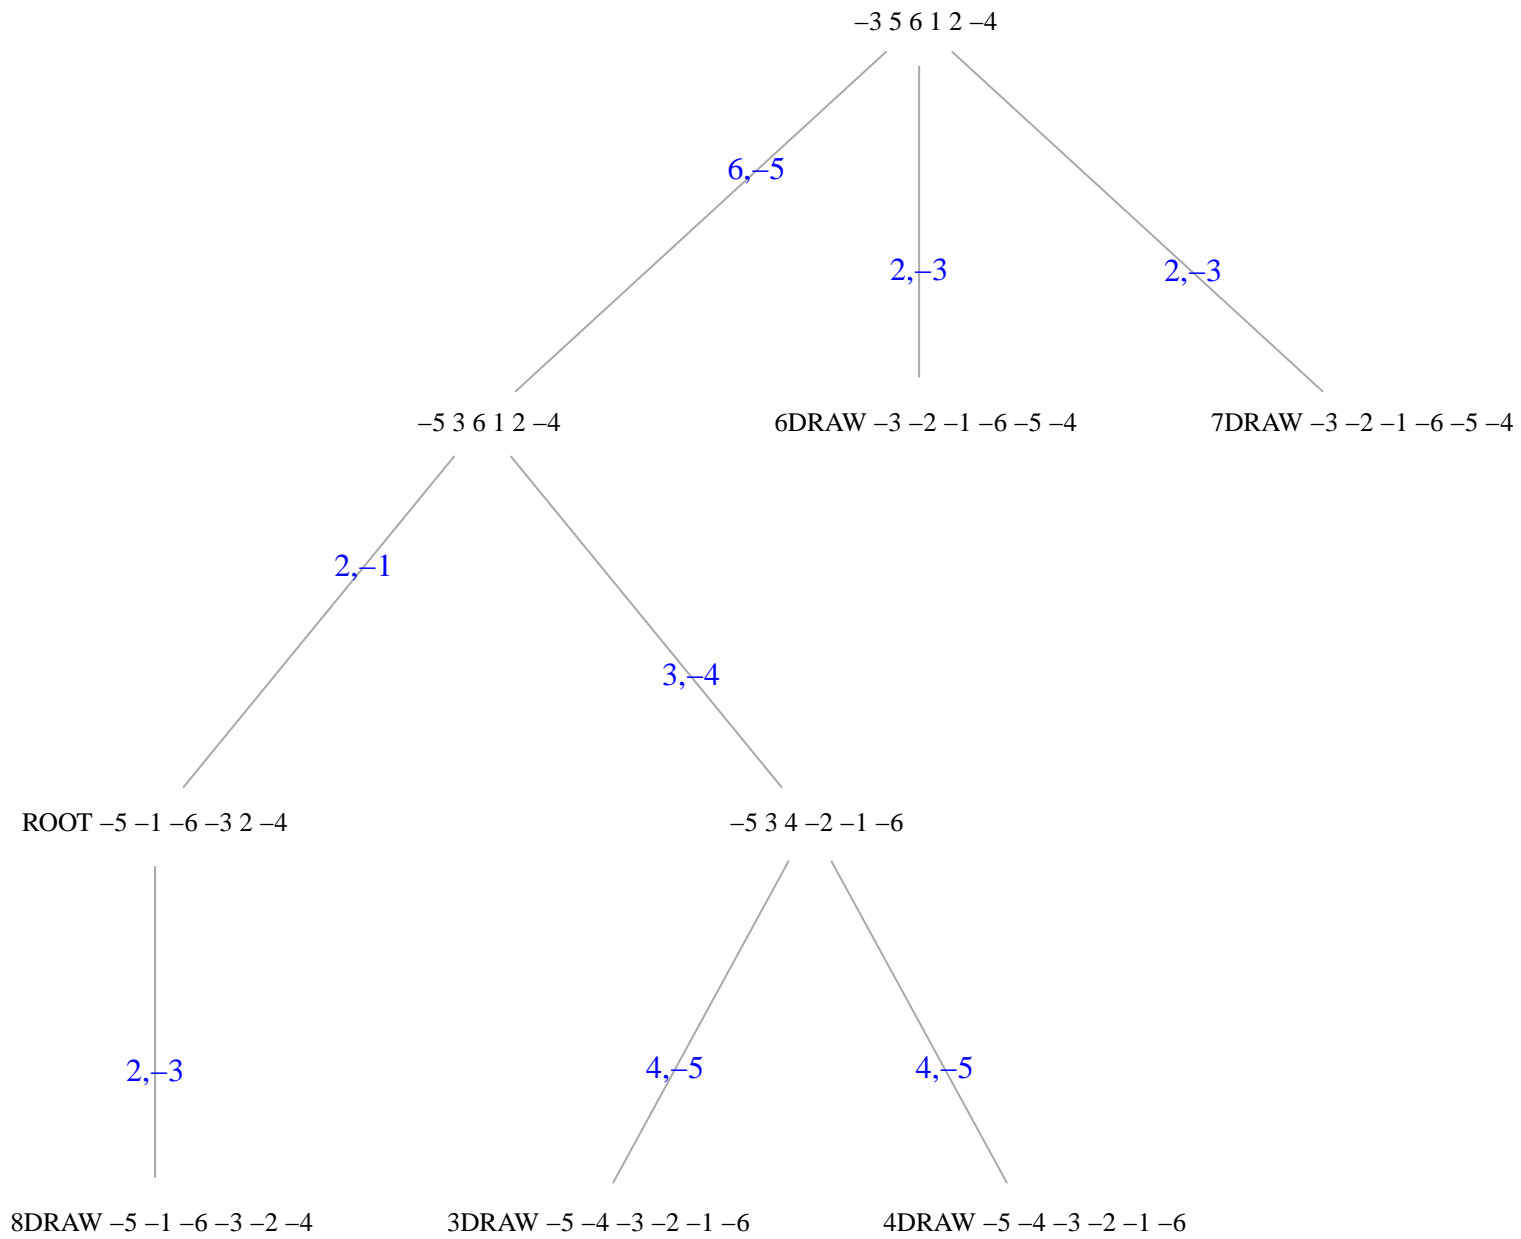 –3 5 6 1 2 –4
6,–5
2,–3
2,–3
–5 3 6 1 2 –4
6DRAW –3 –2 –1 –6 –5 –4
7DRAW –3 –2 –1 –6 –5 –4
2,–1
3,–4
ROOT –5 –1 –6 –3 2 –4
–5 3 4 –2 –1 –6
2,–3
4,–5
4,–5
8DRAW –5 –1 –6 –3 –2 –4
3DRAW –5 –4 –3 –2 –1 –6
4DRAW –5 –4 –3 –2 –1 –6